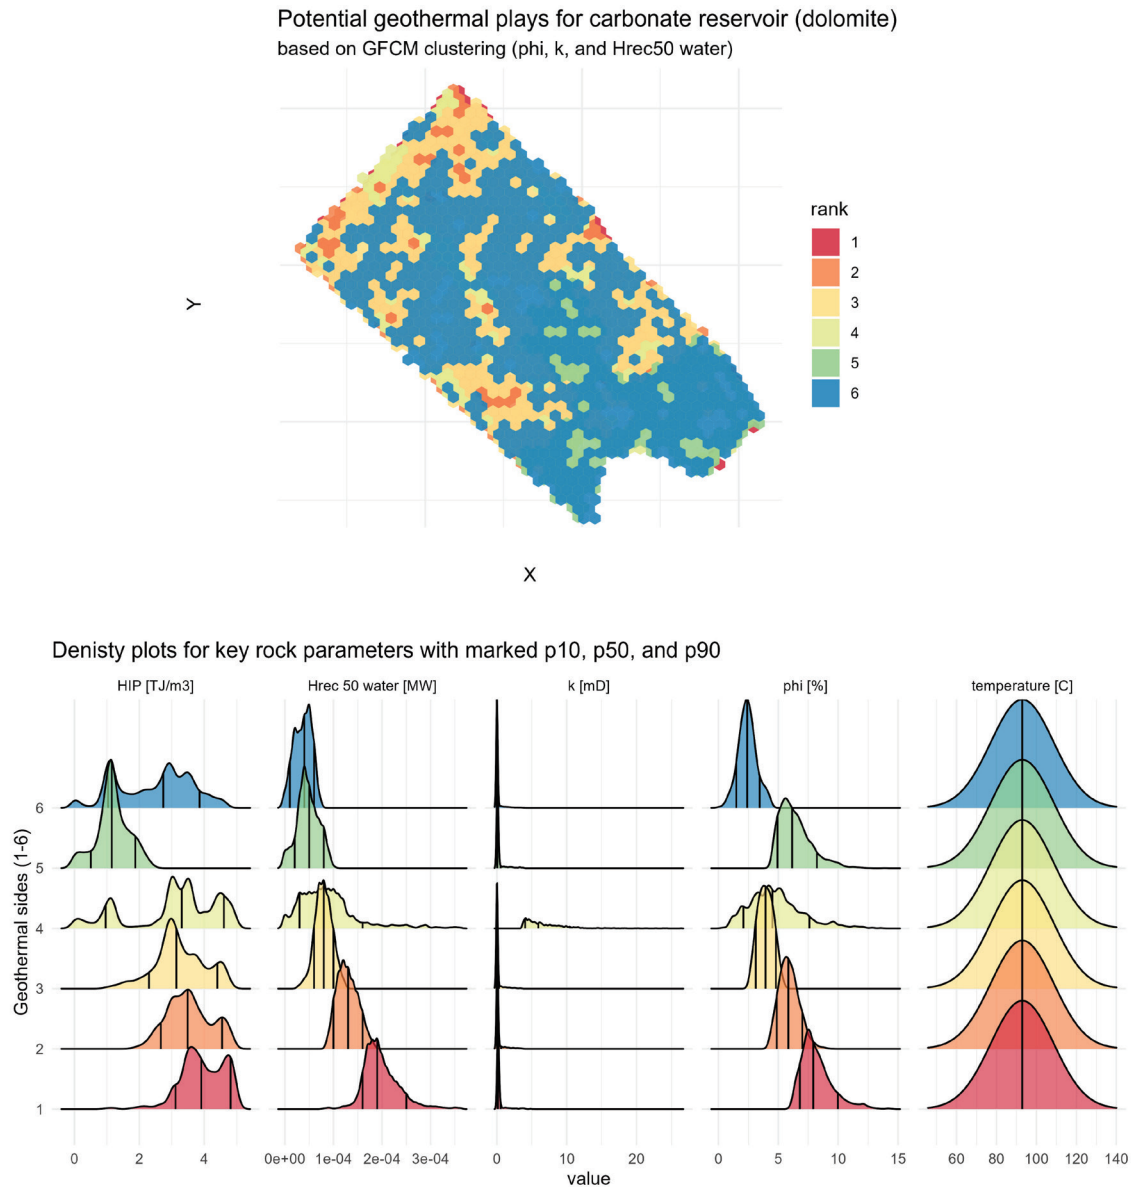 Potential geothermal plays for carbonate reservoir (dolomite)
based on GFCM clustering (phi, k, and Hrec50 water)
rank
1
2
3
4
5
6
Y
X
Denisty plots for key rock parameters with marked p10, p50, and p90
HIP [TJ/m3] Hrec 50 water [MW] k [mD] phi [%] temperature [C]
Geothermal sides (1-6)
6
5
4
3
2
1
0 2 4 0e+00 1e-04 2e-04 3e-04 0 10 20 0 5 10 15 60 80 100 120 140
value